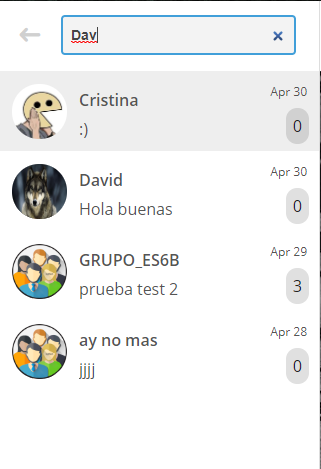 Dav
Cristina
Apr 30
:)
0
David
Apr 30
Hola buenas
0
GRUPO_ES6B
Apr 29
prueba test 2
3
ay no mas
Apr 28
jjjj
0